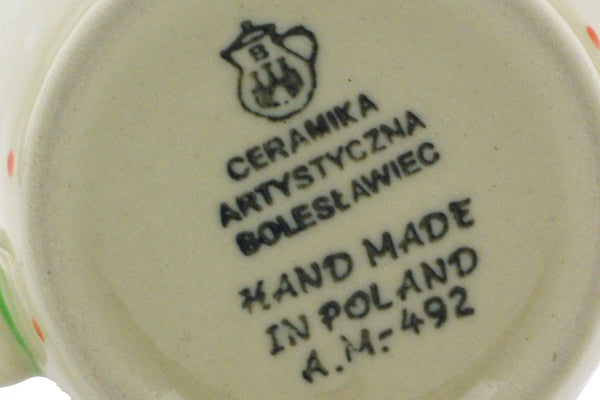 B
CERAMIKA
ARTYSTYCZNA
BOLESŁAWIEC
HAND MADE
IN POLAND
A.M.-492